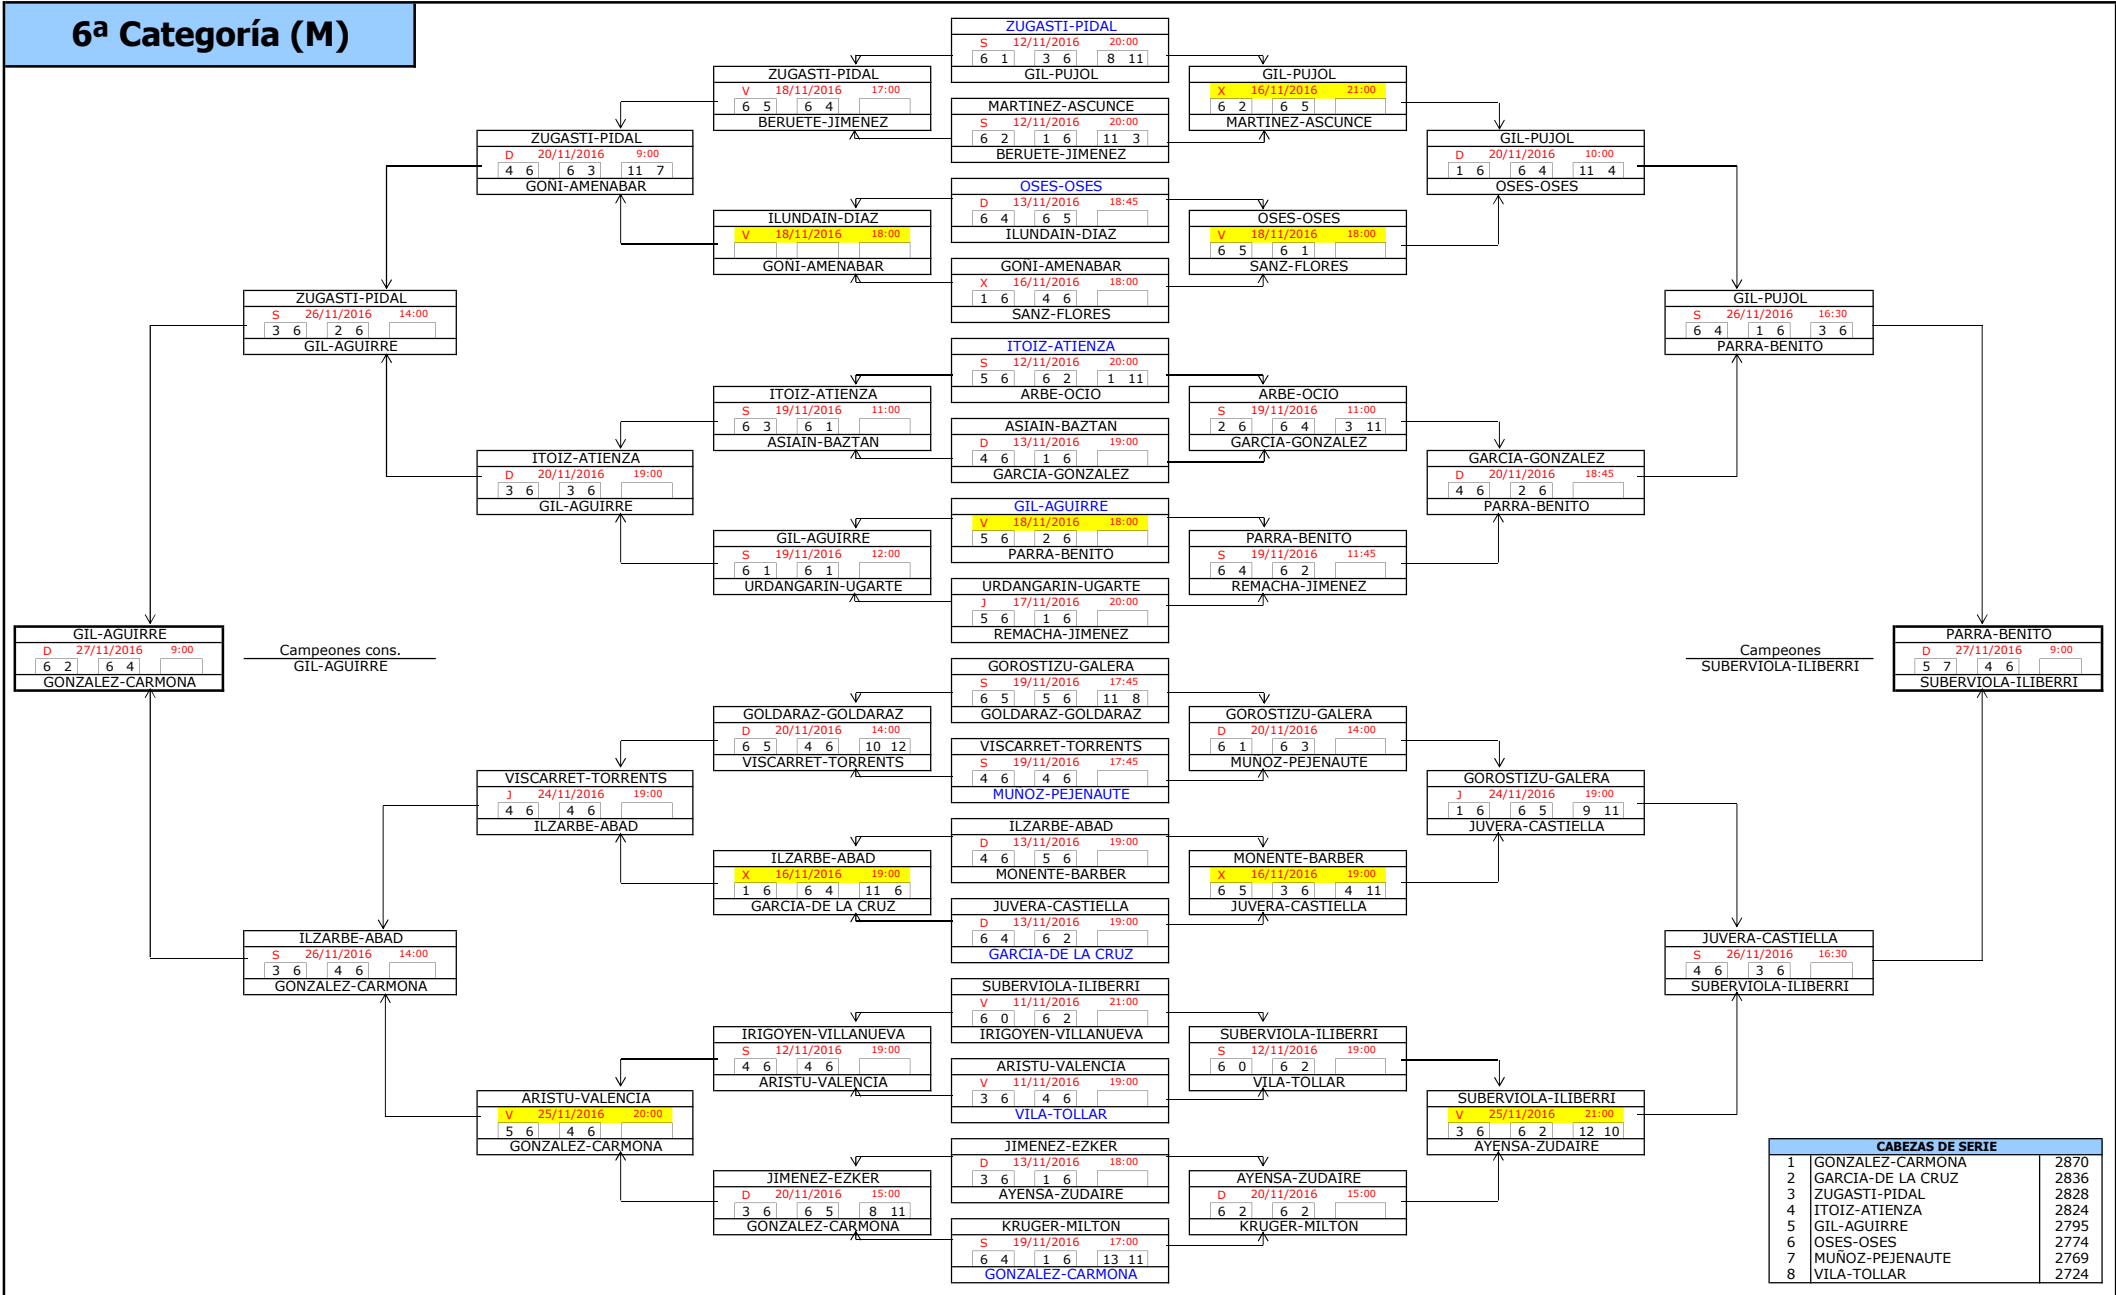 6ª Categoría (M)
ZUGASTI-PIDAL
S 12/11/2016 20:00
6 1 3 6 8 11
GIL-PUJOL
MARTINEZ-ASCUNCE
S 12/11/2016 20:00
6 2 1 6 11 3
BERUETE-JIMENEZ
OSES-OSES
D 13/11/2016 18:45
6 4 6 5
ILUNDAIN-DIAZ
GOÑI-AMENABAR
X 16/11/2016 18:00
1 6 4 6
SANZ-FLORES
ITOIZ-ATIENZA
S 12/11/2016 20:00
5 6 6 2 1 11
ARBE-OCIO
ASIAIN-BAZTAN
D 13/11/2016 19:00
4 6 1 6
GARCIA-GONZALEZ
GIL-AGUIRRE
V 18/11/2016 18:00
5 6 2 6
PARRA-BENITO
URDANGARIN-UGARTE
J 17/11/2016 20:00
5 6 1 6
REMACHA-JIMENEZ
GOROSTIZU-GALERA
S 19/11/2016 17:45
6 5 5 6 11 8
GOLDARAZ-GOLDARAZ
VISCARRET-TORRENTS
S 19/11/2016 17:45
4 6 4 6
MUÑOZ-PEJENAUTE
ILZARBE-ABAD
D 13/11/2016 19:00
4 6 5 6
MONENTE-BARBER
JUVERA-CASTIELLA
D 13/11/2016 19:00
6 4 6 2
GARCIA-DE LA CRUZ
SUBERVIOLA-ILIBERRI
V 11/11/2016 21:00
6 0 6 2
IRIGOYEN-VILLANUEVA
ARISTU-VALENCIA
V 11/11/2016 19:00
3 6 4 6
VILA-TOLLAR
JIMENEZ-EZKER
D 13/11/2016 18:00
3 6 1 6
AYENSA-ZUDAIRE
KRUGER-MILTON
S 19/11/2016 17:00
6 4 1 6 13 11
GONZALEZ-CARMONA
ZUGASTI-PIDAL
V 18/11/2016 17:00
6 5 6 4
BERUETE-JIMENEZ
ILUNDAIN-DIAZ
V 18/11/2016 18:00
GOÑI-AMENABAR
ITOIZ-ATIENZA
S 19/11/2016 11:00
6 3 6 1
ASIAIN-BAZTAN
GIL-AGUIRRE
S 19/11/2016 12:00
6 1 6 1
URDANGARIN-UGARTE
GOLDARAZ-GOLDARAZ
D 20/11/2016 14:00
6 5 4 6 10 12
VISCARRET-TORRENTS
ILZARBE-ABAD
X 16/11/2016 19:00
1 6 6 4 11 6
GARCIA-DE LA CRUZ
IRIGOYEN-VILLANUEVA
S 12/11/2016 19:00
4 6 4 6
ARISTU-VALENCIA
JIMENEZ-EZKER
D 20/11/2016 15:00
3 6 6 5 8 11
GONZALEZ-CARMONA
ZUGASTI-PIDAL
D 20/11/2016 9:00
4 6 6 3 11 7
GOÑI-AMENABAR
ITOIZ-ATIENZA
D 20/11/2016 19:00
3 6 3 6
GIL-AGUIRRE
VISCARRET-TORRENTS
J 24/11/2016 19:00
4 6 4 6
ILZARBE-ABAD
ARISTU-VALENCIA
V 25/11/2016 20:00
5 6 4 6
GONZALEZ-CARMONA
ZUGASTI-PIDAL
S 26/11/2016 14:00
3 6 2 6
GIL-AGUIRRE
ILZARBE-ABAD
S 26/11/2016 14:00
3 6 4 6
GONZALEZ-CARMONA
GIL-AGUIRRE
D 27/11/2016 9:00
6 2 6 4
GONZALEZ-CARMONA
Campeones cons.
GIL-AGUIRRE
GIL-PUJOL
X 16/11/2016 21:00
6 2 6 5
MARTINEZ-ASCUNCE
OSES-OSES
V 18/11/2016 18:00
6 5 6 1
SANZ-FLORES
ARBE-OCIO
S 19/11/2016 11:00
2 6 6 4 3 11
GARCIA-GONZALEZ
PARRA-BENITO
S 19/11/2016 11:45
6 4 6 2
REMACHA-JIMENEZ
GOROSTIZU-GALERA
D 20/11/2016 14:00
6 1 6 3
MUÑOZ-PEJENAUTE
MONENTE-BARBER
X 16/11/2016 19:00
6 5 3 6 4 11
JUVERA-CASTIELLA
SUBERVIOLA-ILIBERRI
S 12/11/2016 19:00
6 0 6 2
VILA-TOLLAR
AYENSA-ZUDAIRE
D 20/11/2016 15:00
6 2 6 2
KRUGER-MILTON
GIL-PUJOL
D 20/11/2016 10:00
1 6 6 4 11 4
OSES-OSES
GARCIA-GONZALEZ
D 20/11/2016 18:45
4 6 2 6
PARRA-BENITO
GOROSTIZU-GALERA
J 24/11/2016 19:00
1 6 6 5 9 11
JUVERA-CASTIELLA
SUBERVIOLA-ILIBERRI
V 25/11/2016 21:00
3 6 6 2 12 10
AYENSA-ZUDAIRE
GIL-PUJOL
S 26/11/2016 16:30
6 4 1 6 3 6
PARRA-BENITO
JUVERA-CASTIELLA
S 26/11/2016 16:30
4 6 3 6
SUBERVIOLA-ILIBERRI
Campeones
SUBERVIOLA-ILIBERRI
PARRA-BENITO
D 27/11/2016 9:00
5 7 4 6
SUBERVIOLA-ILIBERRI
CABEZAS DE SERIE
1 GONZALEZ-CARMONA 2870
2 GARCIA-DE LA CRUZ 2836
3 ZUGASTI-PIDAL 2828
4 ITOIZ-ATIENZA 2824
5 GIL-AGUIRRE 2795
6 OSES-OSES 2774
7 MUÑOZ-PEJENAUTE 2769
8 VILA-TOLLAR 2724